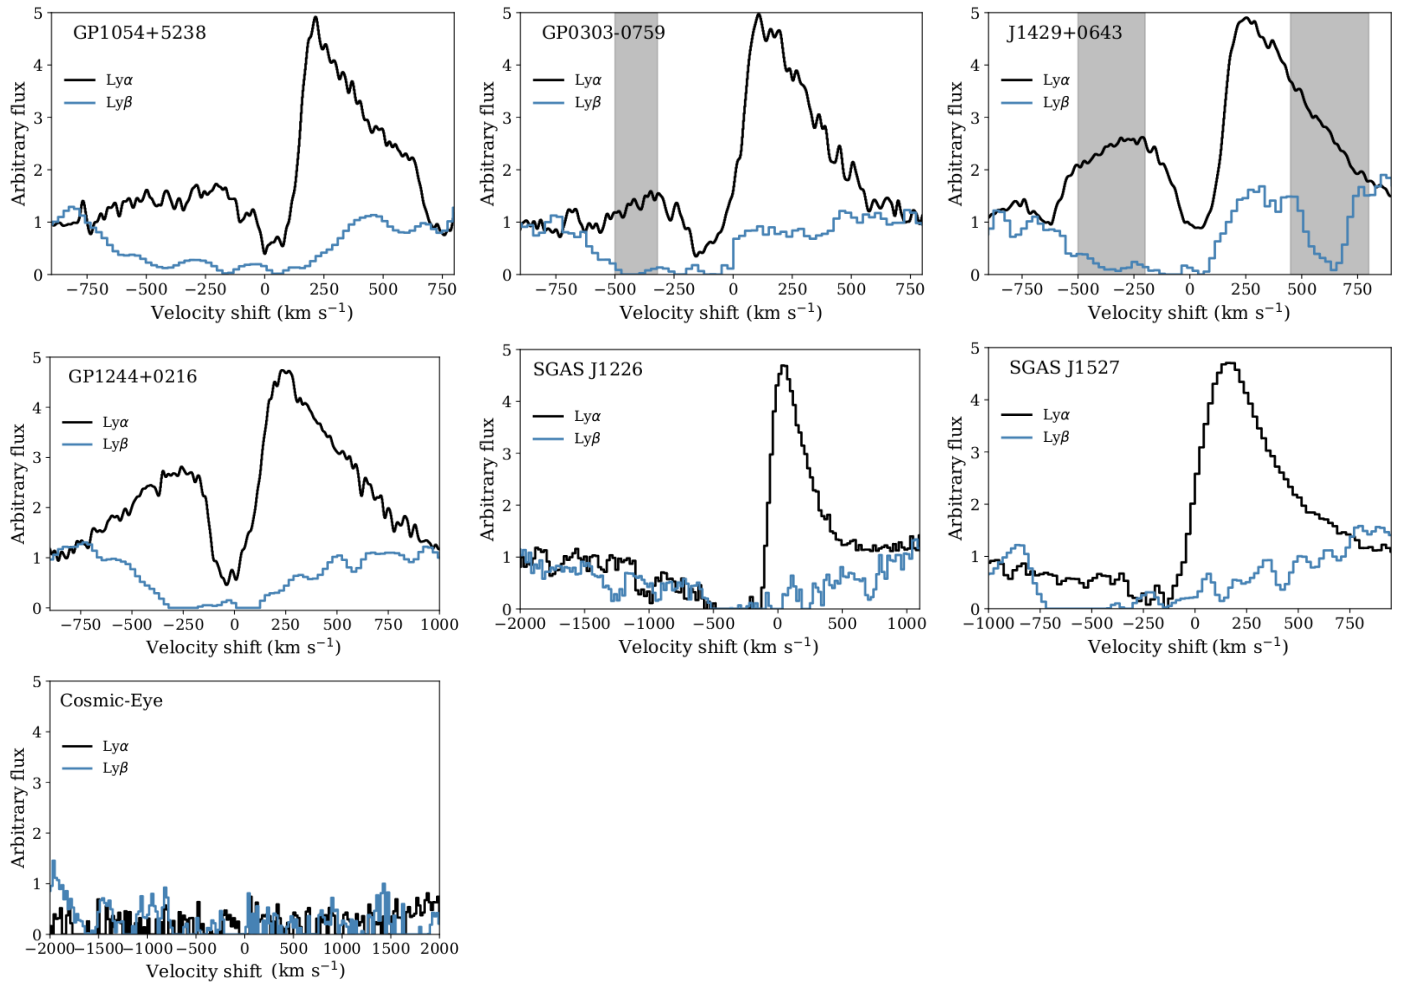 GP1054+5238
Lyα
Lyβ
Arbitrary flux
5
4
3
2
1
0
−750 −500 −250 0 250 500 750
Velocity shift (km s⁻¹)
GP0303-0759
Lyα
Lyβ
Arbitrary flux
5
4
3
2
1
0
−750 −500 −250 0 250 500 750
Velocity shift (km s⁻¹)
J1429+0643
Lyα
Lyβ
Arbitrary flux
5
4
3
2
1
0
−750 −500 −250 0 250 500 750
Velocity shift (km s⁻¹)
GP1244+0216
Lyα
Lyβ
Arbitrary flux
5
4
3
2
1
0
−750 −500 −250 0 250 500 750 1000
Velocity shift (km s⁻¹)
SGAS J1226
Lyα
Lyβ
Arbitrary flux
5
4
3
2
1
0
−2000 −1500 −1000 −500 0 500 1000
Velocity shift (km s⁻¹)
SGAS J1527
Lyα
Lyβ
Arbitrary flux
5
4
3
2
1
0
−1000 −750 −500 −250 0 250 500 750
Velocity shift (km s⁻¹)
Cosmic-Eye
Lyα
Lyβ
Arbitrary flux
5
4
3
2
1
0
−2000 −1500 −1000 −500 0 500 1000 1500 2000
Velocity shift (km s⁻¹)